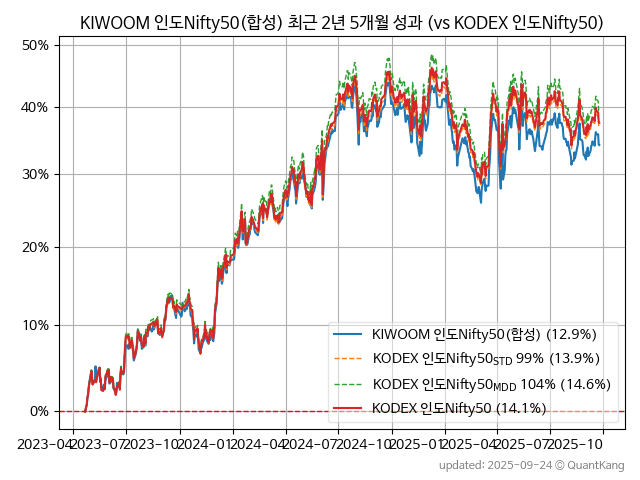 KIWOOM 인도Nifty50(합성) 최근 2년 5개월 성과 (vs KODEX 인도Nifty50)
50%
40%
30%
20%
10%
0%
KIWOOM 인도Nifty50(합성) (12.9%)
KODEX 인도Nifty50STD 99% (13.9%)
KODEX 인도Nifty50MDD 104% (14.6%)
KODEX 인도Nifty50 (14.1%)
2023-04 2023-07 2023-10 2024-01 2024-04 2024-07 2024-10 2025-01 2025-04 2025-07 2025-10
updated: 2025-09-24 © QuantKang